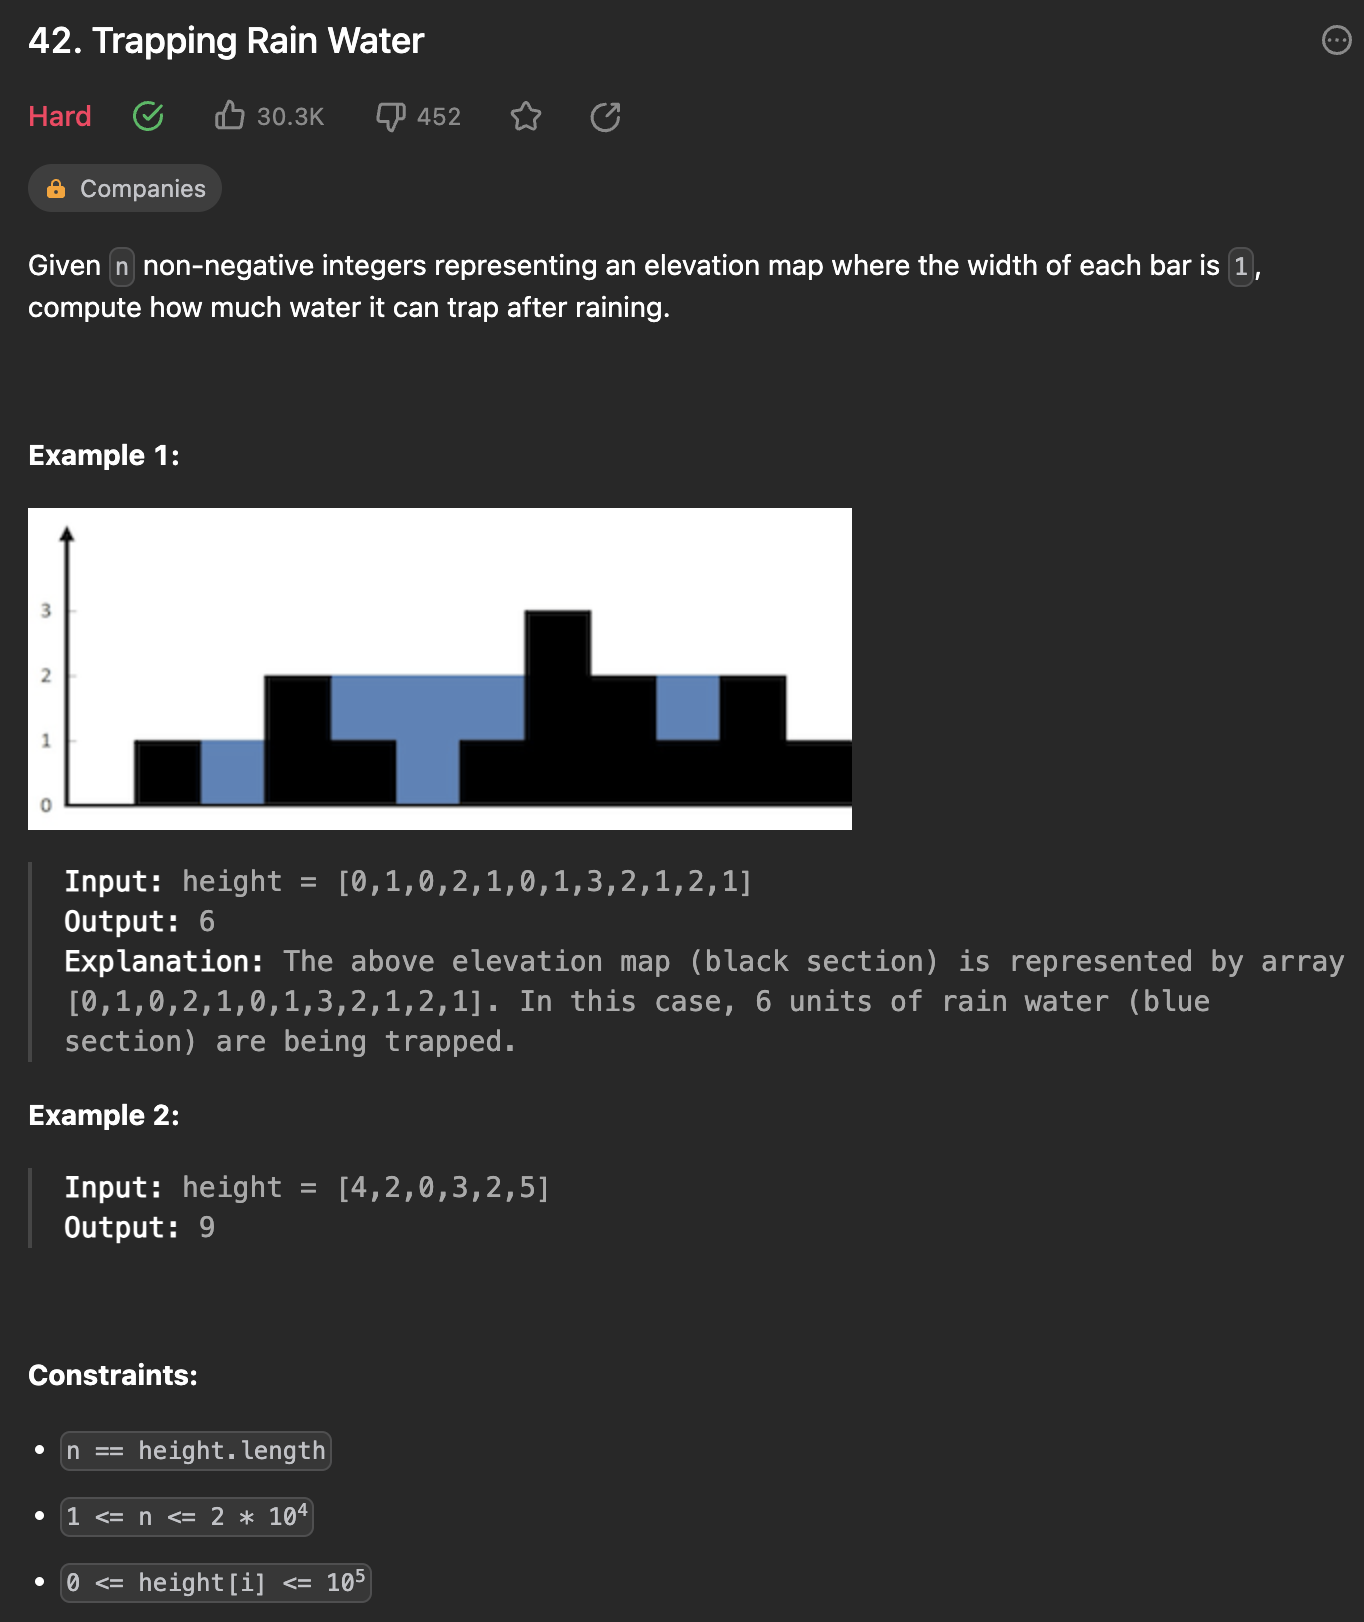 42. Trapping Rain Water
Hard 30.3K 452
Companies
Given n non-negative integers representing an elevation map where the width of each bar is 1,
compute how much water it can trap after raining.
Example 1:
3
2
1
0
Input: height = [0,1,0,2,1,0,1,3,2,1,2,1]
Output: 6
Explanation: The above elevation map (black section) is represented by array
[0,1,0,2,1,0,1,3,2,1,2,1]. In this case, 6 units of rain water (blue
section) are being trapped.
Example 2:
Input: height = [4,2,0,3,2,5]
Output: 9
Constraints:
• n == height.length
• 1 <= n <= 2 * 10⁴
• 0 <= height[i] <= 10⁵